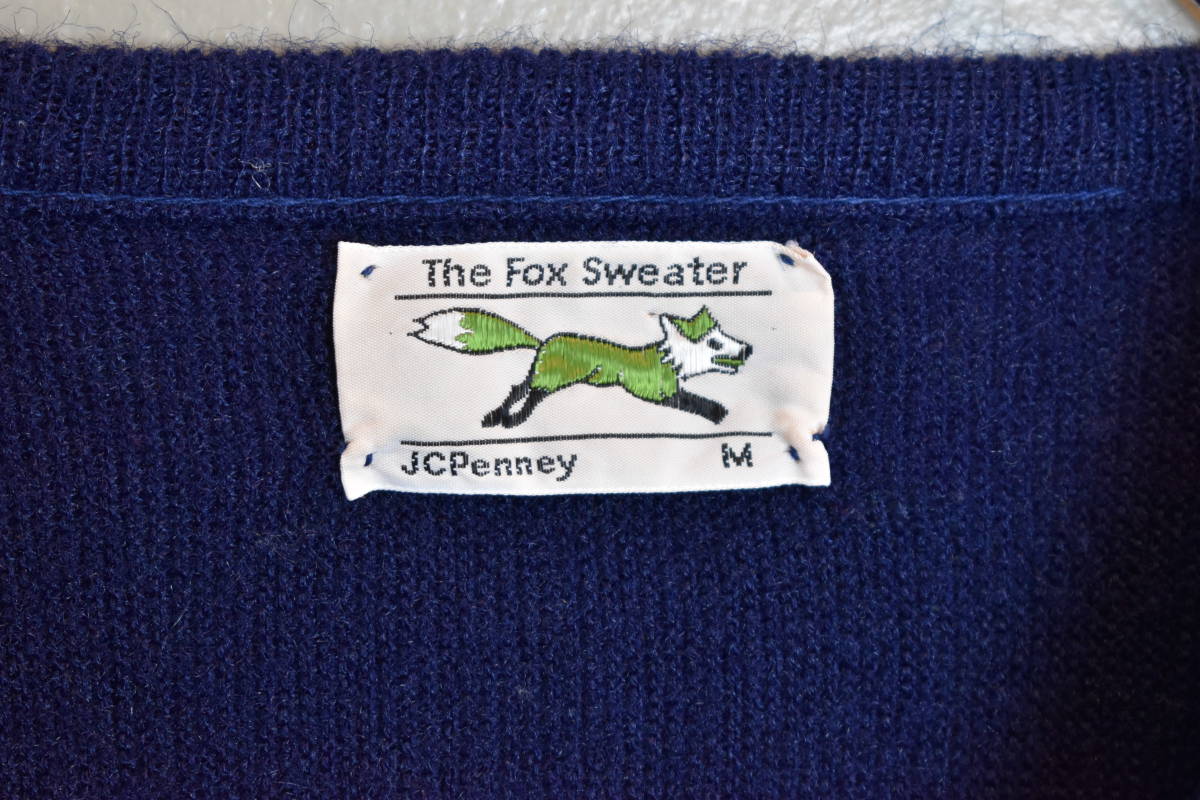 The Fox Sweater
JCPenney M